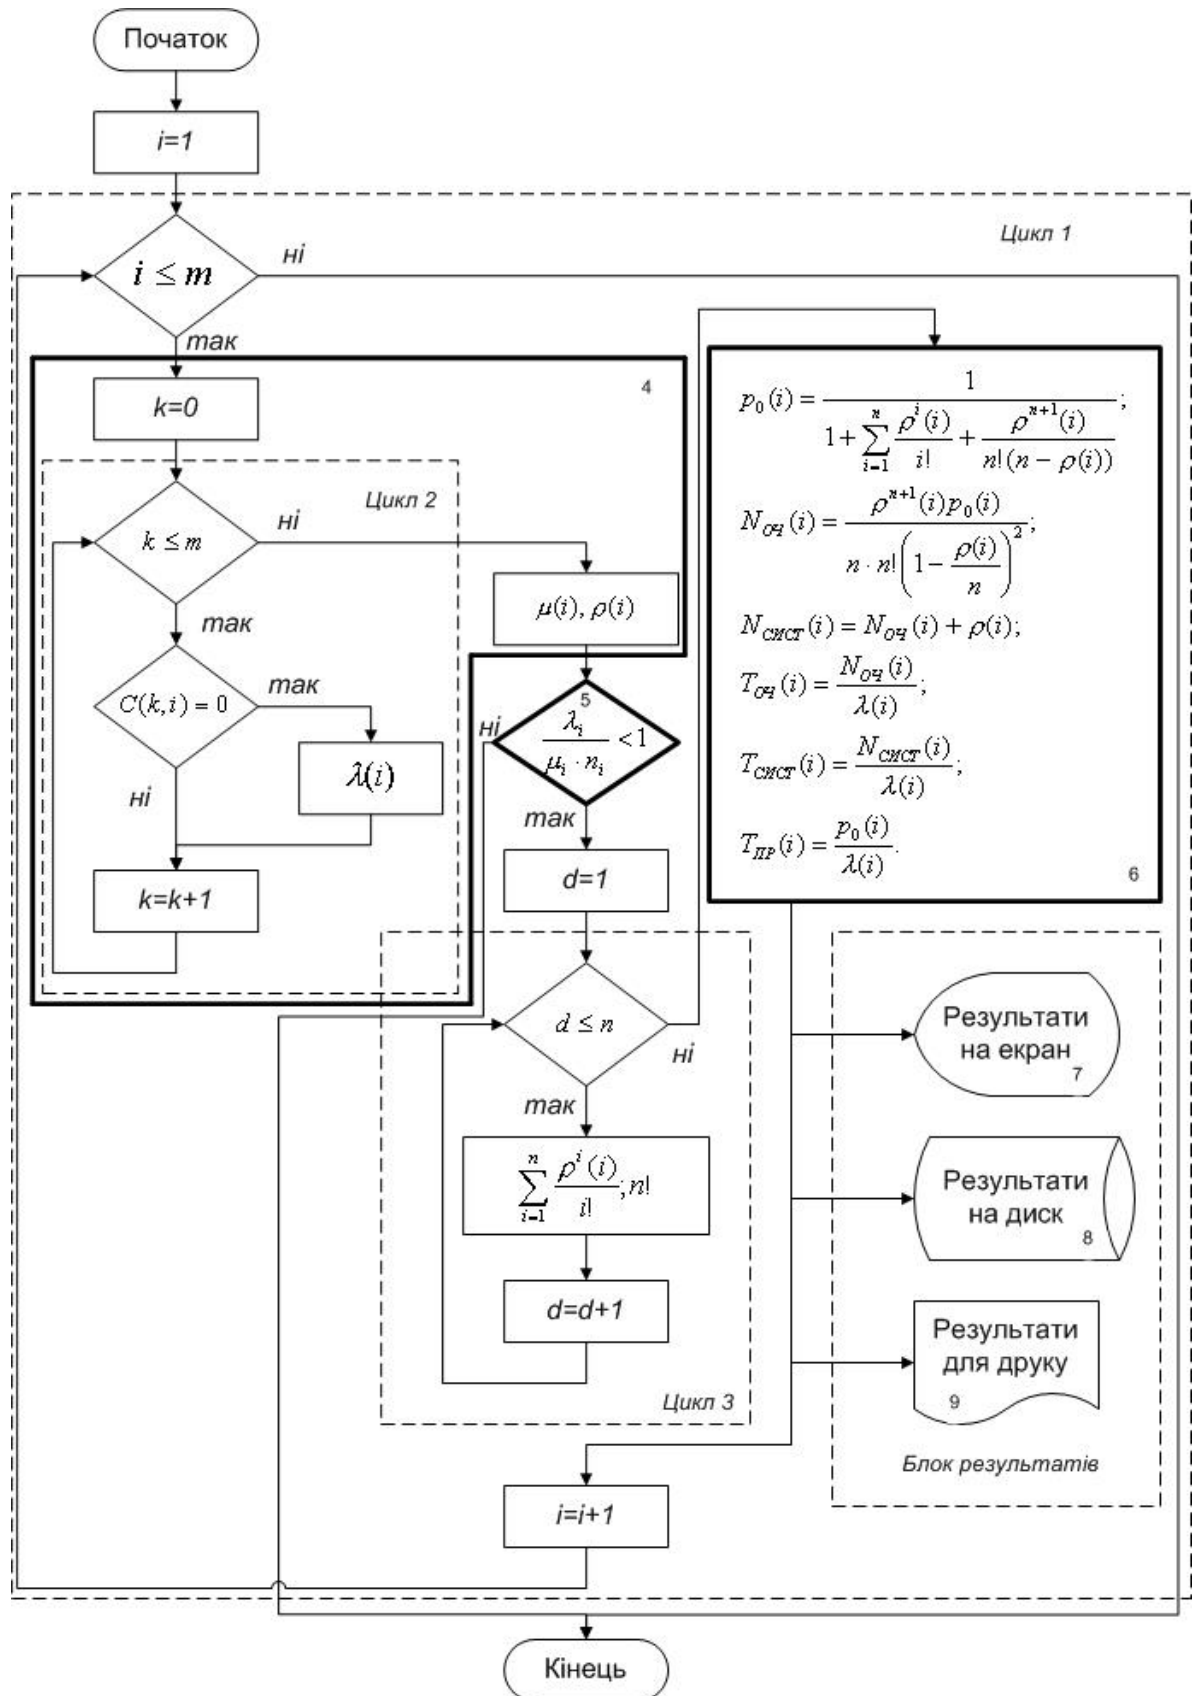 Початок
i=1
Цикл 1
i ≤ m
ні
так
4
k=0
Цикл 2
k ≤ m
ні
так
C(k,i) = 0
так
λ(i)
ні
k=k+1
μ(i), ρ(i)
5
λ_i / (μ_i · n_i) < 1
ні
так
d=1
d ≤ n
ні
так
∑_{i=1}^{n} ρ^i(i) / i! ; n!
d=d+1
Цикл 3
p_0(i) = 1 / (1 + ∑_{i=1}^{n} ρ^i(i) / i! + ρ^{n+1}(i) / (n!(n − ρ(i))));
N_ОЧ(i) = ρ^{n+1}(i)p_0(i) / (n · n!(1 − ρ(i)/n)^2);
N_СИСТ(i) = N_ОЧ(i) + ρ(i);
T_ОЧ(i) = N_ОЧ(i) / λ(i);
T_СИСТ(i) = N_СИСТ(i) / λ(i);
T_ПР(i) = p_0(i) / λ(i).
6
Результати
на екран
7
Результати
на диск
8
Результати
для друку
9
Блок результатів
i=i+1
Кінець